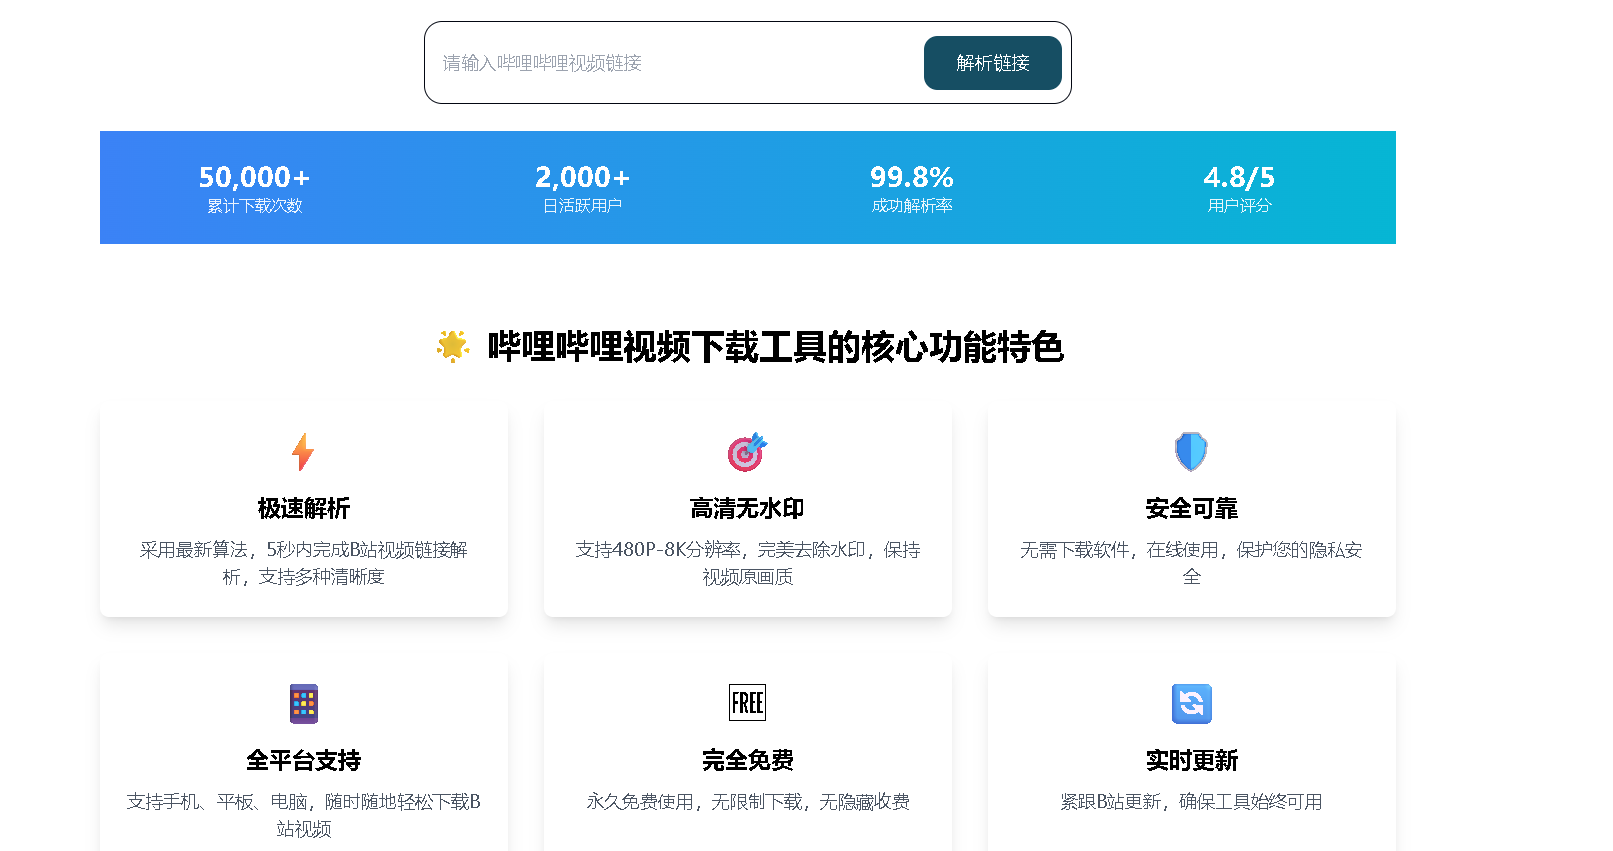 请输入哔哩哔哩视频链接
解析链接
50,000+
2,000+
99.8%
4.8/5
累计下载次数
日活跃用户
成功解析率
用户评分
哔哩哔哩视频下载工具的核心功能特色
极速解析
高清无水印
安全可靠
采用最新算法，5秒内完成B站视频链接解
析，支持多种清晰度
支持480P-8K分辨率，完美去除水印，保持
视频原画质
无需下载软件，在线使用，保护您的隐私安
全
FREE
全平台支持
完全免费
实时更新
支持手机、平板、电脑，随时随地轻松下载B
站视频
永久免费使用，无限制下载，无隐藏收费
紧跟B站更新，确保工具始终可用